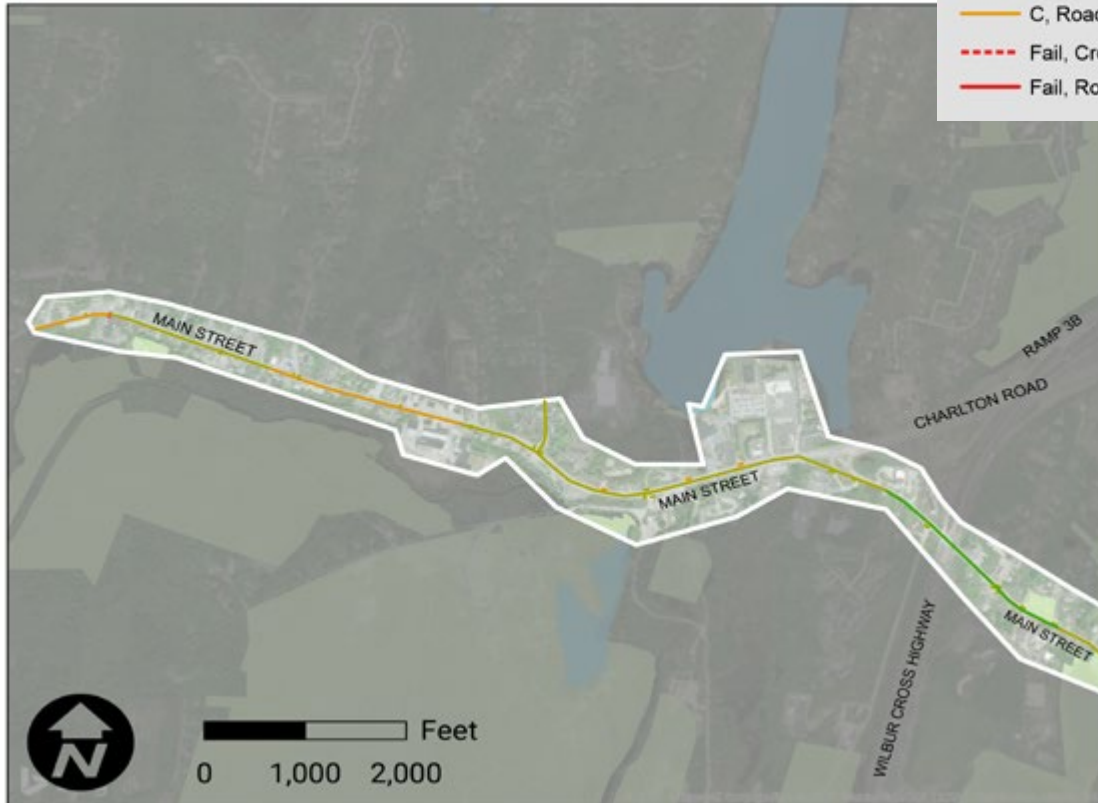 C, Road
Fail, Cr
Fail, Ro
MAIN STREET
RAMP 3B
CHARLTON ROAD
MAIN STREET
MAIN STREET
WILBUR CROSS HIGHWAY
N
Feet
0 1,000 2,000